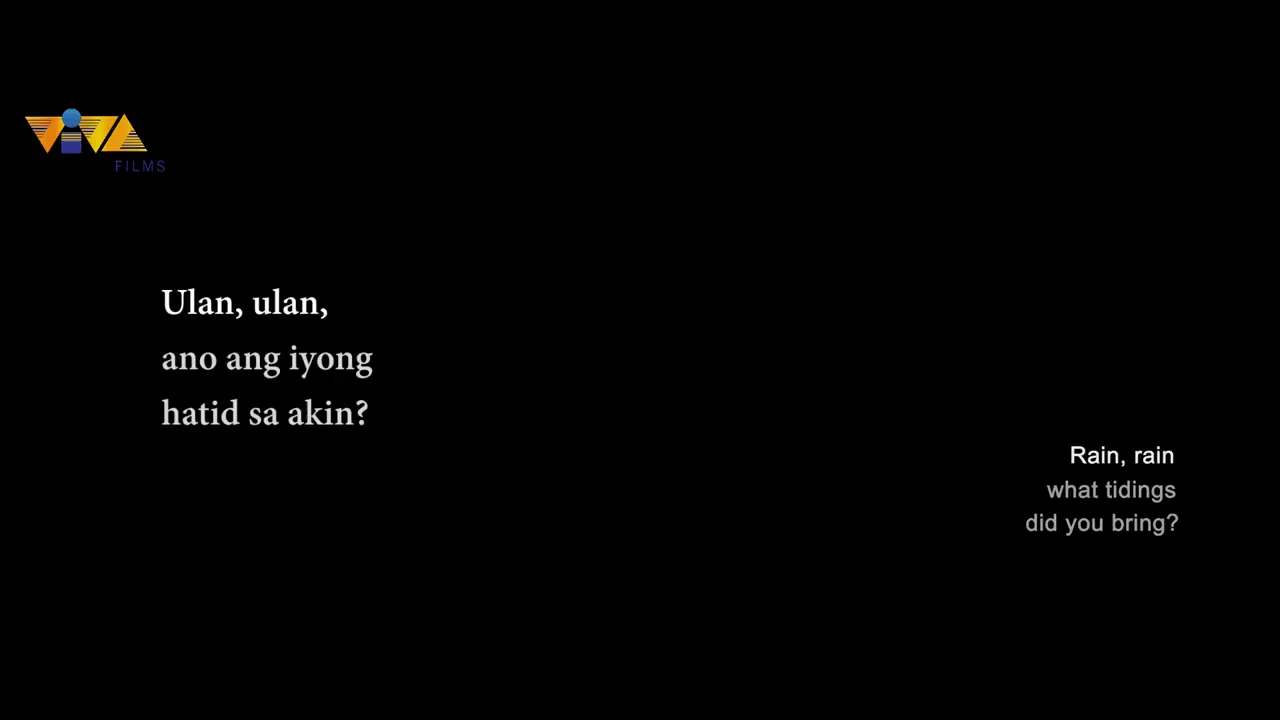 VIVA
FILMS
Ulan, ulan,
ano ang iyong
hatid sa akin?
Rain, rain
what tidings
did you bring?